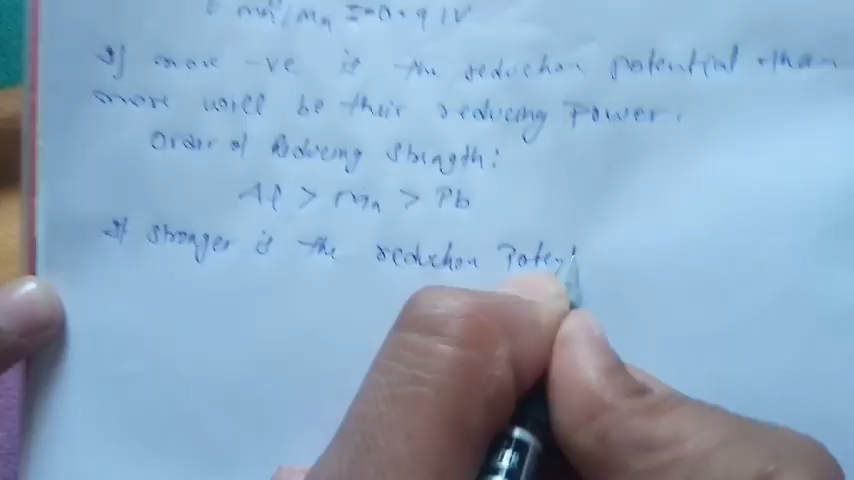 If more -ve is the reduction potential than
more will be their reducing Power.
Order of Reducing Strength:
Al > Mn > Pb
If stronger is the reduction Potent